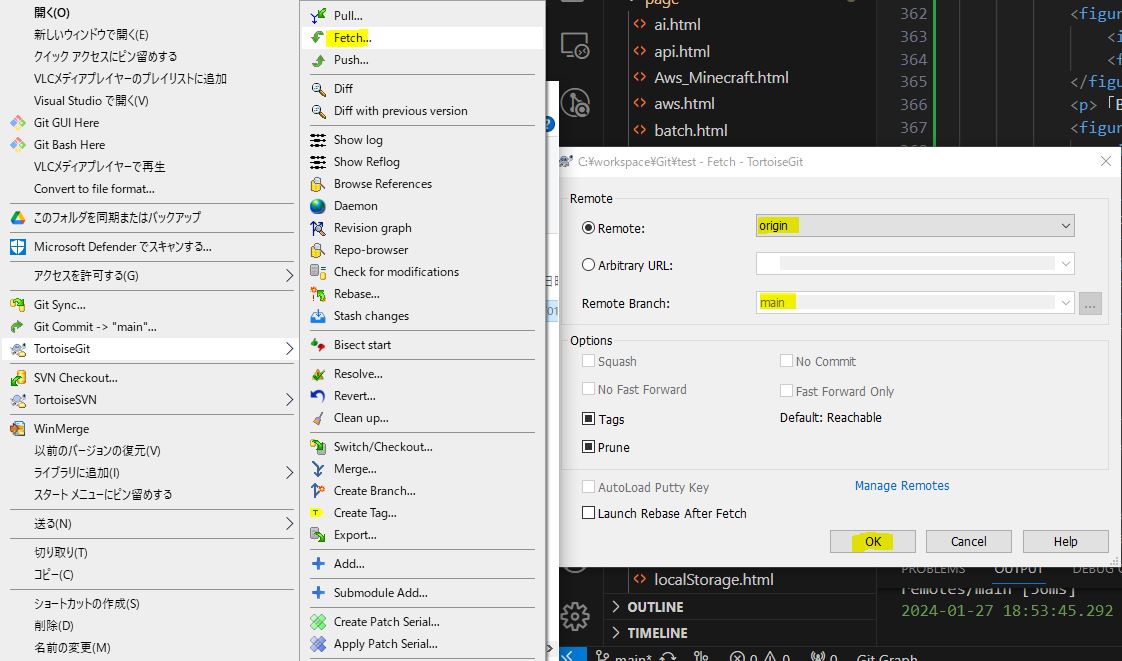 開く(O)
新しいウィンドウで開く(E)
クイック アクセスにピン留めする
VLCメディアプレイヤーのプレイリストに追加
Visual Studio で開く(V)
Git GUI Here
Git Bash Here
VLCメディアプレイヤーで再生
Convert to file format...
このフォルダを同期またはバックアップ
Microsoft Defender でスキャンする...
アクセスを許可する(G)
Git Sync...
Git Commit -> "main"...
TortoiseGit
SVN Checkout...
TortoiseSVN
WinMerge
以前のバージョンの復元(V)
ライブラリに追加(I)
スタート メニューにピン留めする
送る(N)
切り取り(T)
コピー(C)
ショートカットの作成(S)
削除(D)
名前の変更(M)
Pull...
Fetch...
Push...
Diff
Diff with previous version
Show log
Show Reflog
Browse References
Daemon
Revision graph
Repo-browser
Check for modifications
Rebase...
Stash changes
Bisect start
Resolve...
Revert...
Clean up...
Switch/Checkout...
Merge...
Create Branch...
Create Tag...
Export...
Add...
Submodule Add...
Create Patch Serial...
Apply Patch Serial...
page
ai.html
api.html
Aws_Minecraft.html
aws.html
batch.html
362 <figur
363 <i
364 <f
365 </figu
366 <p>「B
367 <figur
C:¥workspace¥Git¥test - Fetch - TortoiseGit
Remote
Remote: origin
Arbitrary URL:
Remote Branch: main ...
Options
Squash No Commit
No Fast Forward Fast Forward Only
Tags Default: Reachable
Prune
AutoLoad Putty Key Manage Remotes
Launch Rebase After Fetch
OK Cancel Help
localStorage.html
OUTLINE
TIMELINE
PROBLEMS OUTPUT DEBUG
remotes/main [56ms]
2024-01-27 18:53:45.292
main* 0 0 0 Git Graph